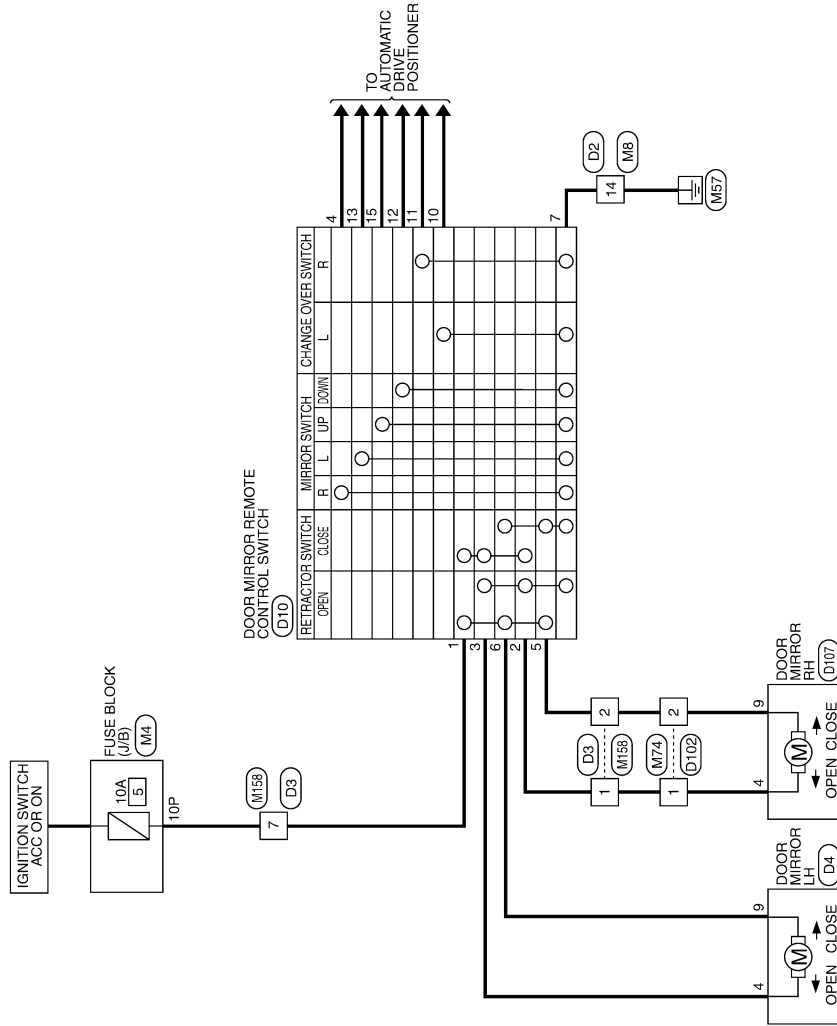 IGNITION SWITCH
ACC OR ON
FUSE BLOCK
(J/B)
M4
10A
5
10P
M158
7
D3
DOOR MIRROR REMOTE
CONTROL SWITCH
D10
RETRACTOR SWITCH
MIRROR SWITCH
CHANGE OVER SWITCH
OPEN
CLOSE
R
L
UP
DOWN
L
R
4
13
15
12
11
10
7
TO
AUTOMATIC
DRIVE
POSITIONER
D2
14
M8
M57
1
3
6
2
5
D3
1
2
M158
M74
1
2
D102
DOOR
MIRROR
LH
D4
4
9
M
OPEN
CLOSE
DOOR
MIRROR
RH
D107
4
9
M
OPEN
CLOSE